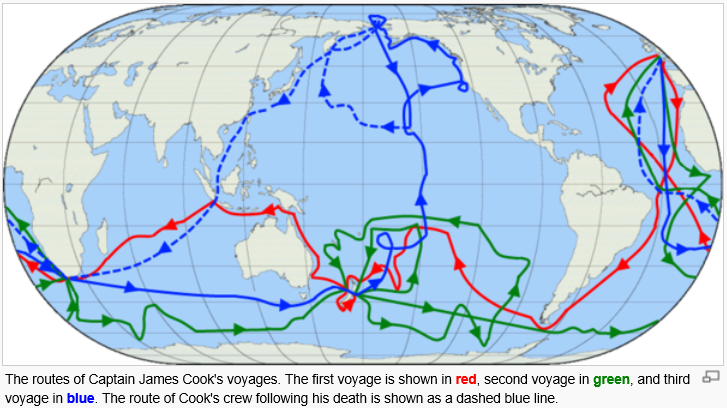 The routes of Captain James Cook's voyages. The first voyage is shown in red, second voyage in green, and third
voyage in blue. The route of Cook's crew following his death is shown as a dashed blue line.